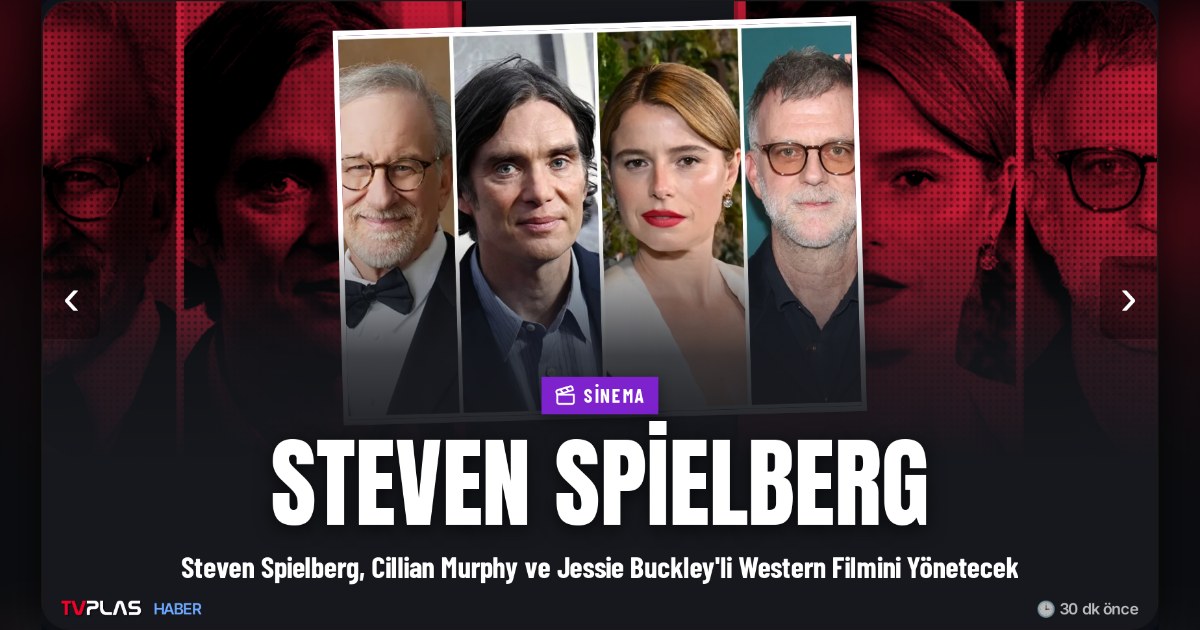 SİNEMA
STEVEN SPİELBERG
Steven Spielberg, Cillian Murphy ve Jessie Buckley'li Western Filmini Yönetecek
TVPLAS HABER
30 dk önce